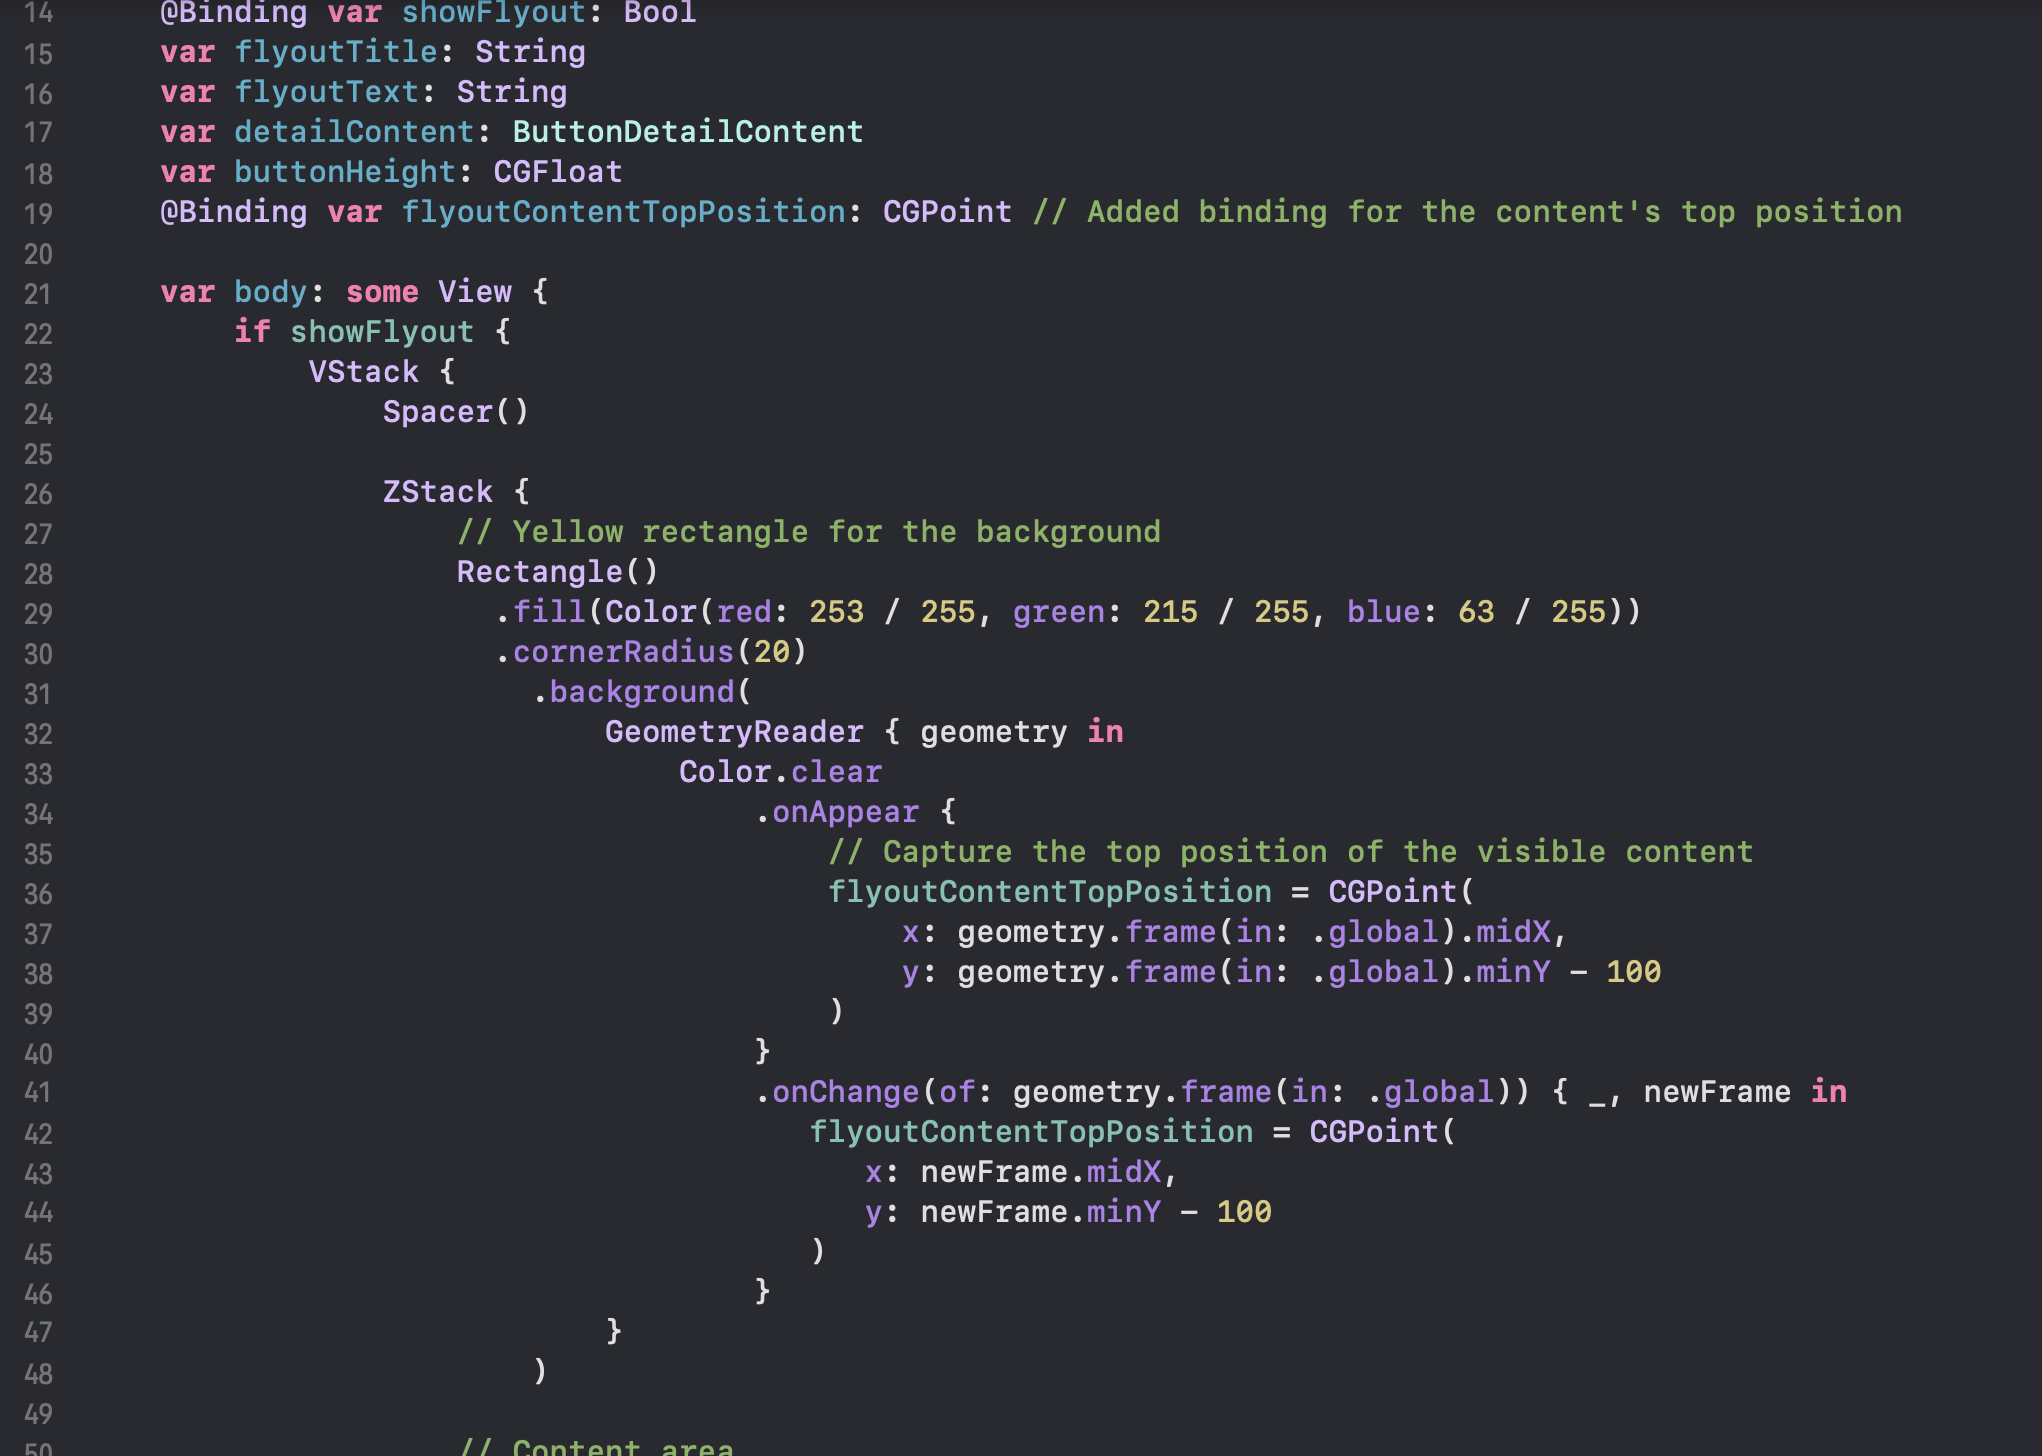 14 @Binding var showFlyout: Bool
15 var flyoutTitle: String
16 var flyoutText: String
17 var detailContent: ButtonDetailContent
18 var buttonHeight: CGFloat
19 @Binding var flyoutContentTopPosition: CGPoint // Added binding for the content's top position
20
21 var body: some View {
22 if showFlyout {
23 VStack {
24 Spacer()
25
26 ZStack {
27 // Yellow rectangle for the background
28 Rectangle()
29 .fill(Color(red: 253 / 255, green: 215 / 255, blue: 63 / 255))
30 .cornerRadius(20)
31 .background(
32 GeometryReader { geometry in
33 Color.clear
34 .onAppear {
35 // Capture the top position of the visible content
36 flyoutContentTopPosition = CGPoint(
37 x: geometry.frame(in: .global).midX,
38 y: geometry.frame(in: .global).minY - 100
39 )
40 }
41 .onChange(of: geometry.frame(in: .global)) { _, newFrame in
42 flyoutContentTopPosition = CGPoint(
43 x: newFrame.midX,
44 y: newFrame.minY - 100
45 )
46 }
47 }
48 )
49
50 // Content area